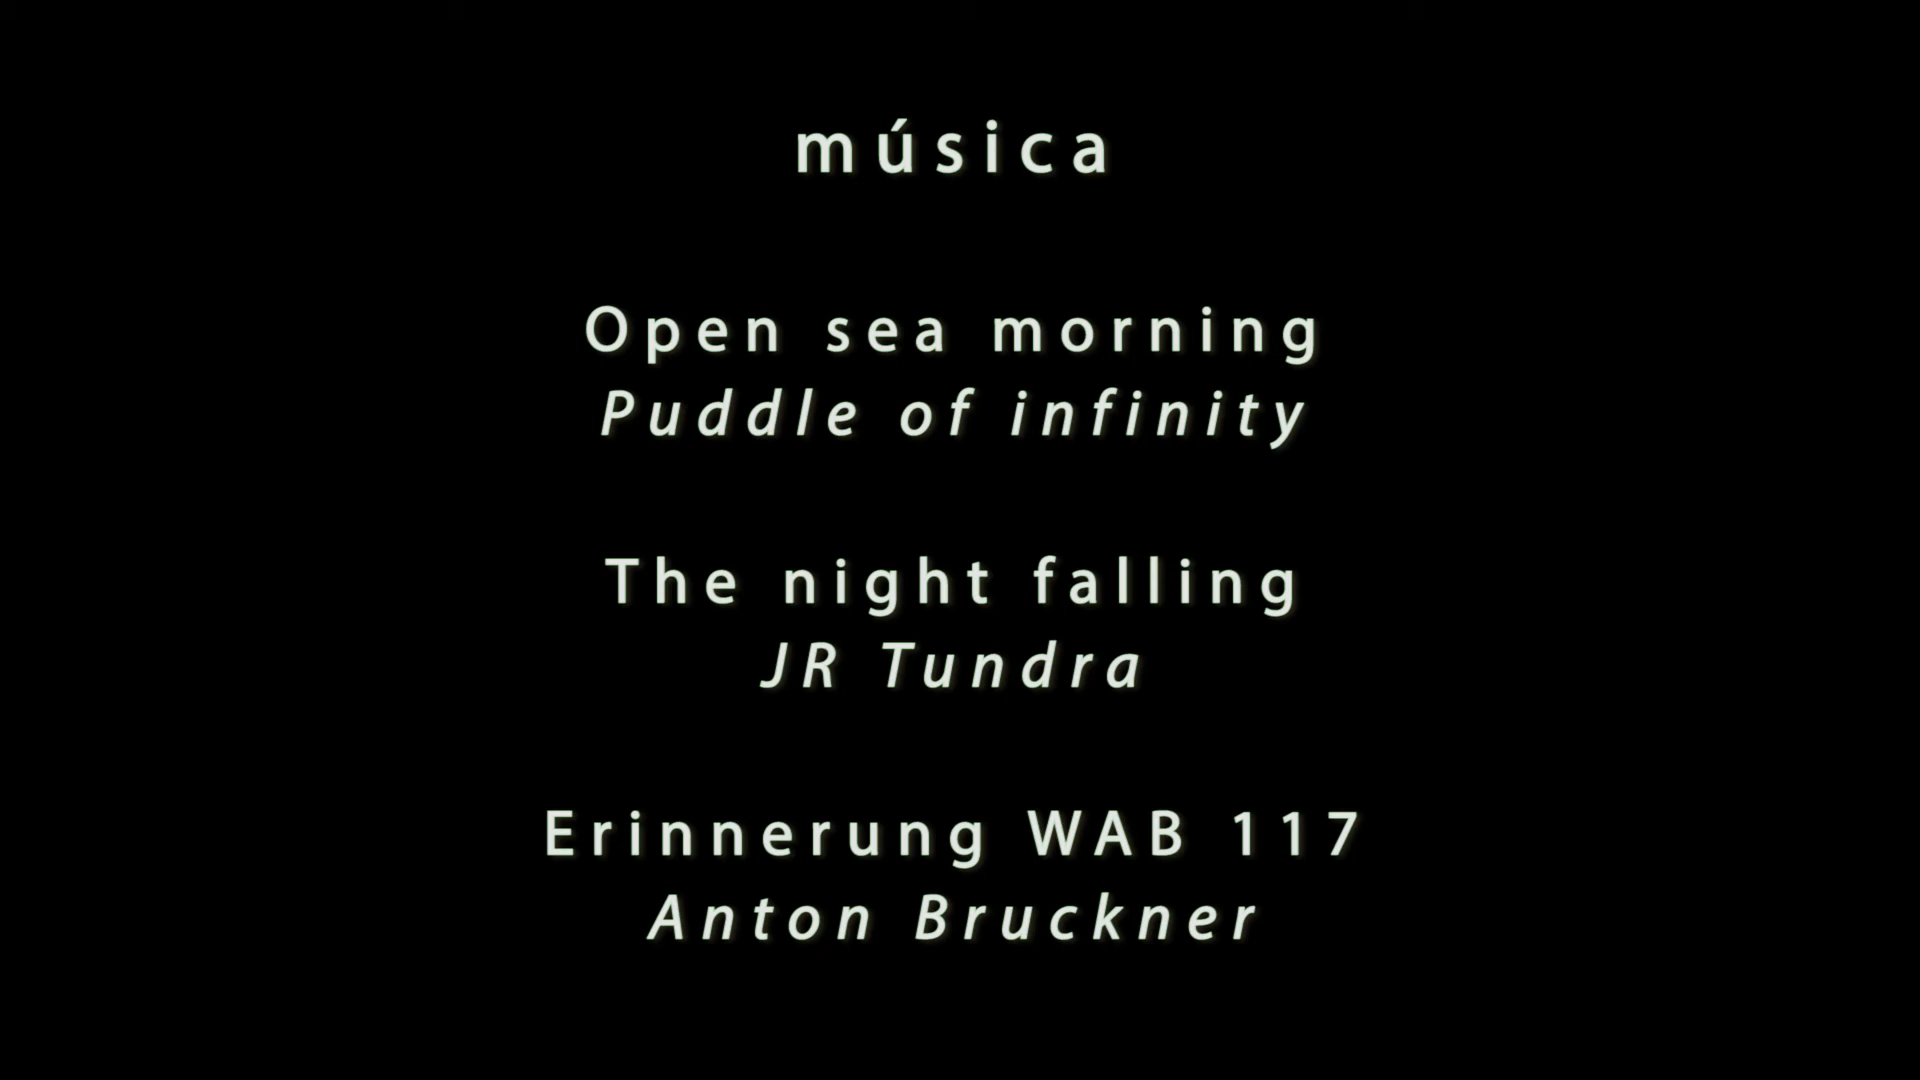 música
Open sea morning
Puddle of infinity
The night falling
JR Tundra
Erinnerung WAB 117
Anton Bruckner